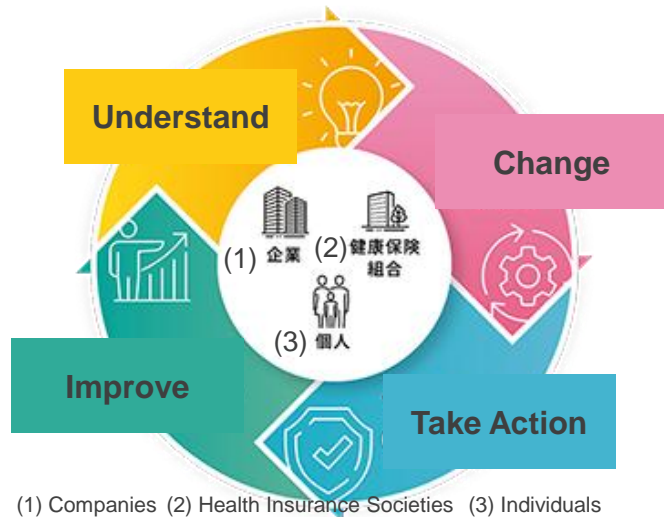 Understand
Change
(1) 企業
(2) 健康保険
組合
(3) 個人
Improve
Take Action
(1) Companies (2) Health Insurance Societies (3) Individuals